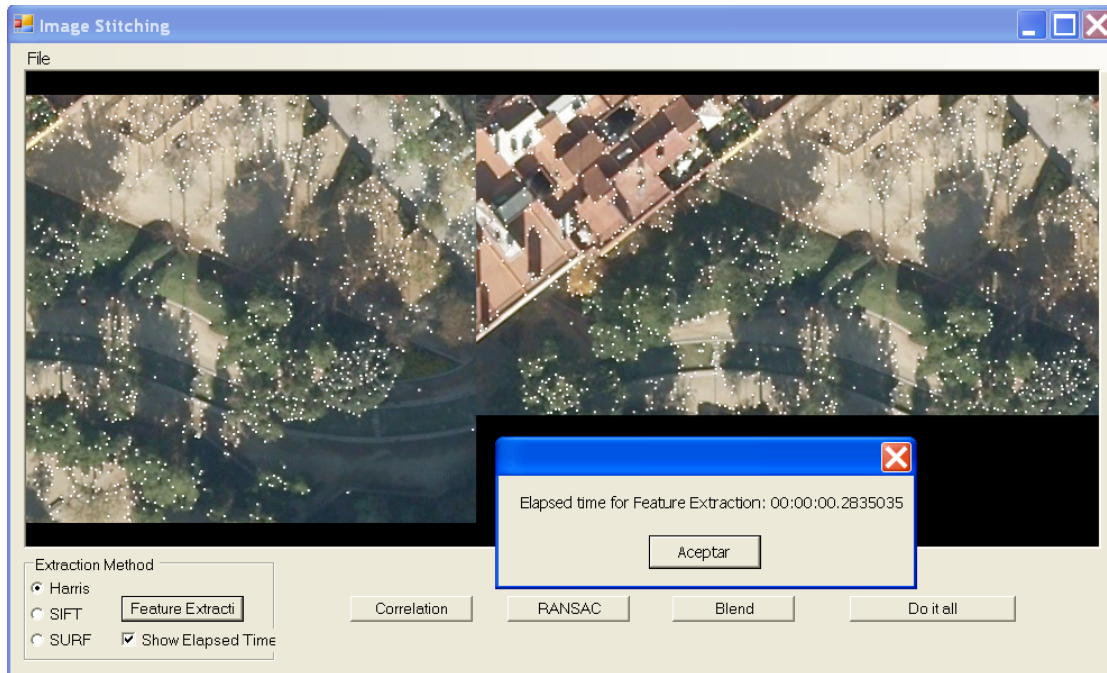 Image Stitching
File
Elapsed time for Feature Extraction: 00:00:00.2835035
Aceptar
Extraction Method
Harris
SIFT
SURF
Feature Extracti
Show Elapsed Time
Correlation
RANSAC
Blend
Do it all